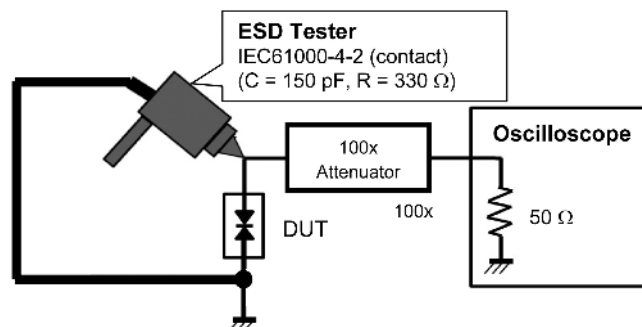 ESD Tester
IEC61000-4-2 (contact)
(C = 150 pF, R = 330 Ω)
Oscilloscope
100x
Attenuator
100x
50 Ω
DUT